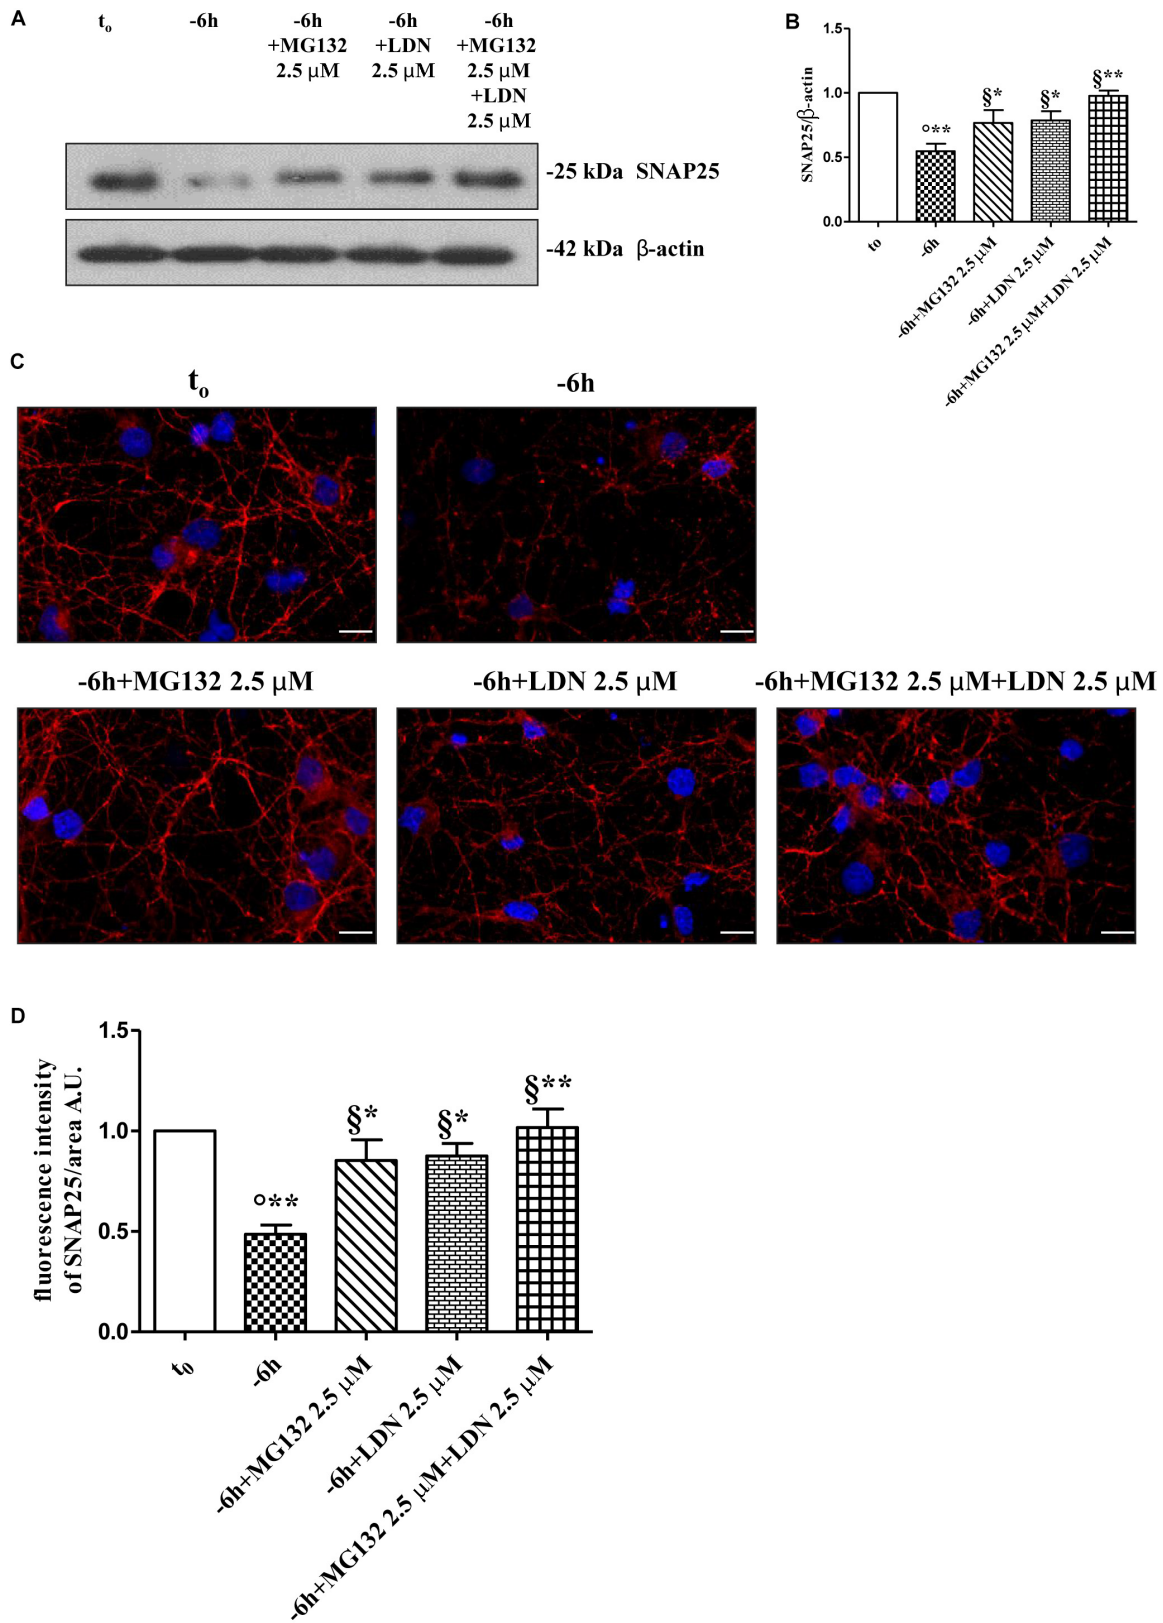 A
t₀
-6h
-6h
+MG132
2.5 μM
-6h
+LDN
2.5 μM
-6h
+MG132
2.5 μM
+LDN
2.5 μM
-25 kDa SNAP25
-42 kDa β-actin
B
SNAP25/β-actin
1.5
1.0
0.5
0.0
°**
§*
§*
§**
to
-6h
-6h+MG132 2.5 μM
-6h+LDN 2.5 μM
-6h+MG132 2.5 μM+LDN 2.5 μM
C
tₒ
-6h
-6h+MG132 2.5 μM
-6h+LDN 2.5 μM
-6h+MG132 2.5 μM+LDN 2.5 μM
D
fluorescence intensity
of SNAP25/area A.U.
1.5
1.0
0.5
0.0
°**
§*
§*
§**
t₀
-6h
-6h+MG132 2.5 μM
-6h+LDN 2.5 μM
-6h+MG132 2.5 μM+LDN 2.5 μM